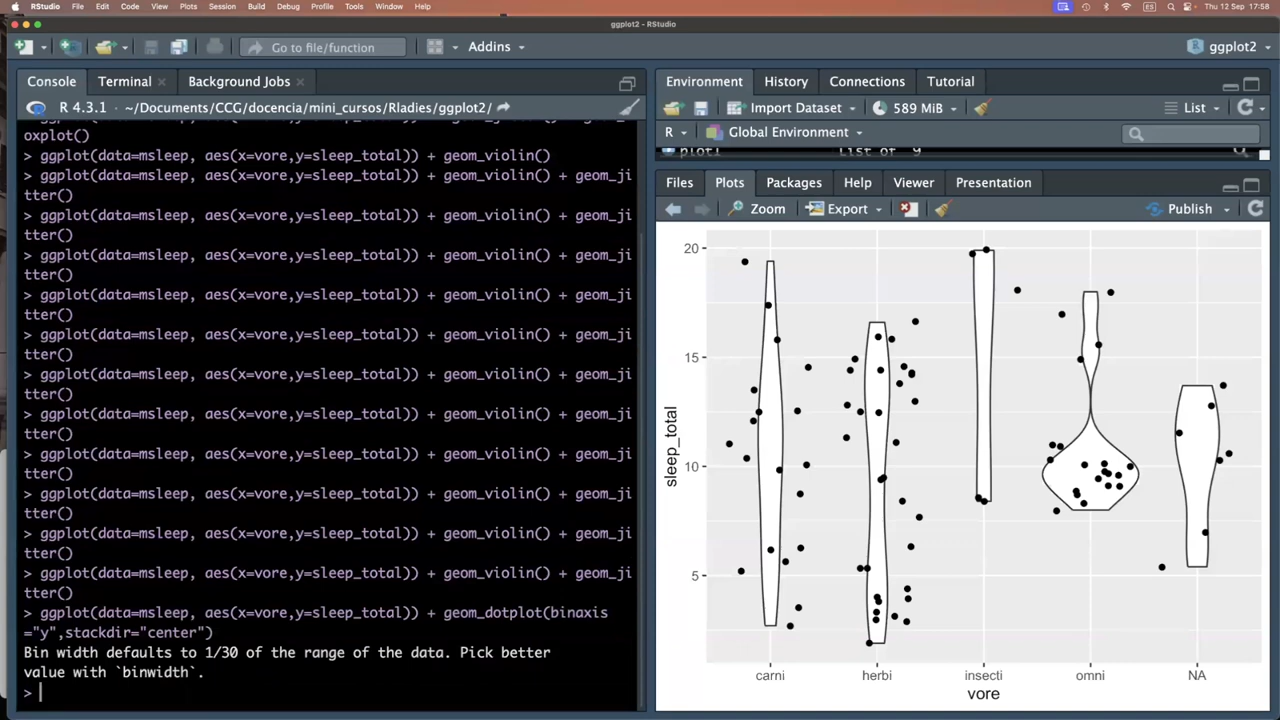 RStudio File Edit Code View Plots Session Build Debug Profile Tools Window Help
ES Thu 12 Sep 17:58
ggplot2 - RStudio
Go to file/function Addins ggplot2
Console Terminal Background Jobs
R 4.3.1 · ~/Documents/CCG/docencia/mini_cursos/Rladies/ggplot2/
oxplot()
> ggplot(data=msleep, aes(x=vore,y=sleep_total)) + geom_violin()
> ggplot(data=msleep, aes(x=vore,y=sleep_total)) + geom_violin() + geom_ji
tter()
> ggplot(data=msleep, aes(x=vore,y=sleep_total)) + geom_violin() + geom_ji
tter()
> ggplot(data=msleep, aes(x=vore,y=sleep_total)) + geom_violin() + geom_ji
tter()
> ggplot(data=msleep, aes(x=vore,y=sleep_total)) + geom_violin() + geom_ji
tter()
> ggplot(data=msleep, aes(x=vore,y=sleep_total)) + geom_violin() + geom_ji
tter()
> ggplot(data=msleep, aes(x=vore,y=sleep_total)) + geom_violin() + geom_ji
tter()
> ggplot(data=msleep, aes(x=vore,y=sleep_total)) + geom_violin() + geom_ji
tter()
> ggplot(data=msleep, aes(x=vore,y=sleep_total)) + geom_violin() + geom_ji
tter()
> ggplot(data=msleep, aes(x=vore,y=sleep_total)) + geom_violin() + geom_ji
tter()
> ggplot(data=msleep, aes(x=vore,y=sleep_total)) + geom_violin() + geom_ji
tter()
> ggplot(data=msleep, aes(x=vore,y=sleep_total)) + geom_violin() + geom_ji
tter()
> ggplot(data=msleep, aes(x=vore,y=sleep_total)) + geom_dotplot(binaxis
="y",stackdir="center")
Bin width defaults to 1/30 of the range of the data. Pick better
value with `binwidth`.
>
Environment History Connections Tutorial
Import Dataset 589 MiB List
R Global Environment
plot1 List of 9
Files Plots Packages Help Viewer Presentation
Zoom Export Publish
20
15
10
5
sleep_total
carni herbi insecti omni NA
vore